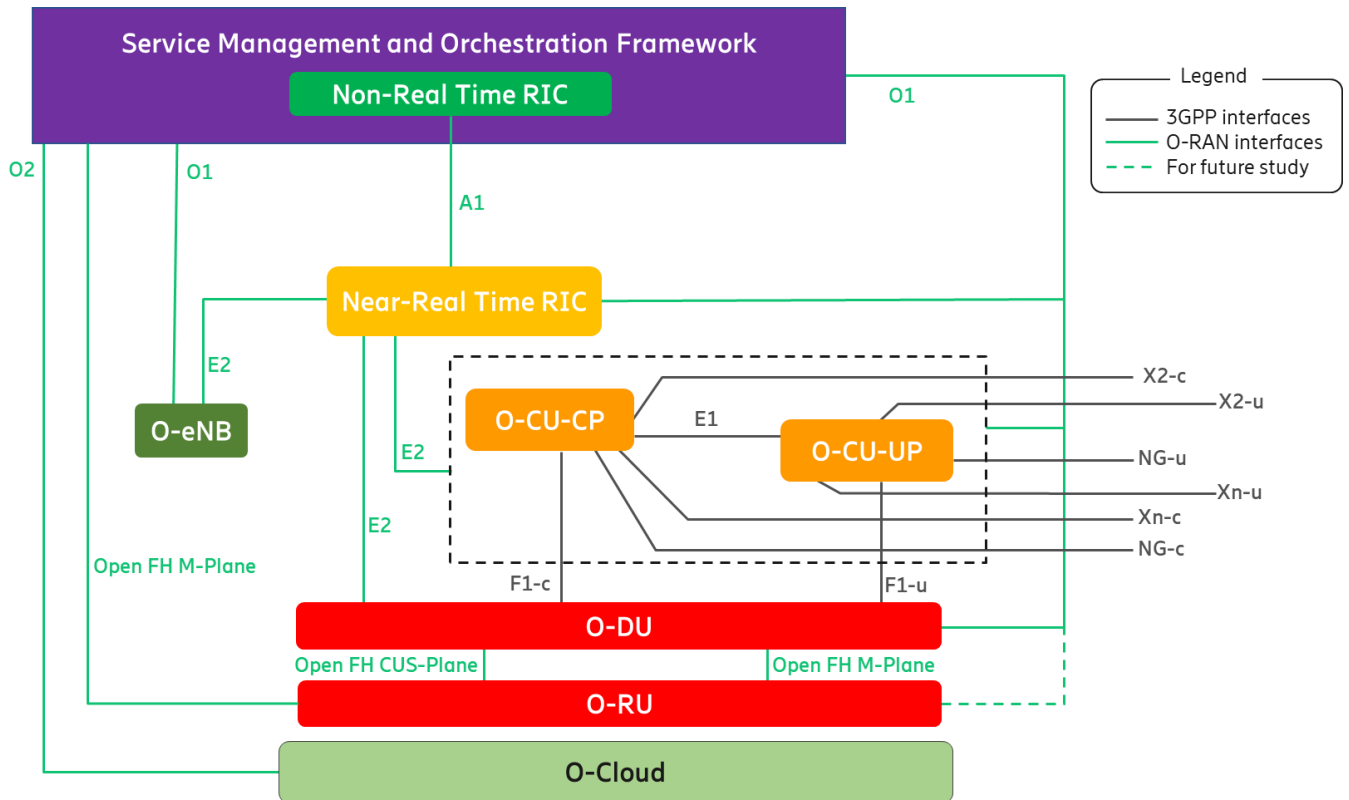 Service Management and Orchestration Framework
Non-Real Time RIC
Legend
3GPP interfaces
O-RAN interfaces
For future study
O1
O2
O1
A1
Near-Real Time RIC
E2
O-eNB
X2-c
X2-u
O-CU-CP
E1
O-CU-UP
E2
NG-u
Xn-u
Xn-c
E2
NG-c
Open FH M-Plane
F1-c
F1-u
O-DU
Open FH CUS-Plane
Open FH M-Plane
O-RU
O-Cloud